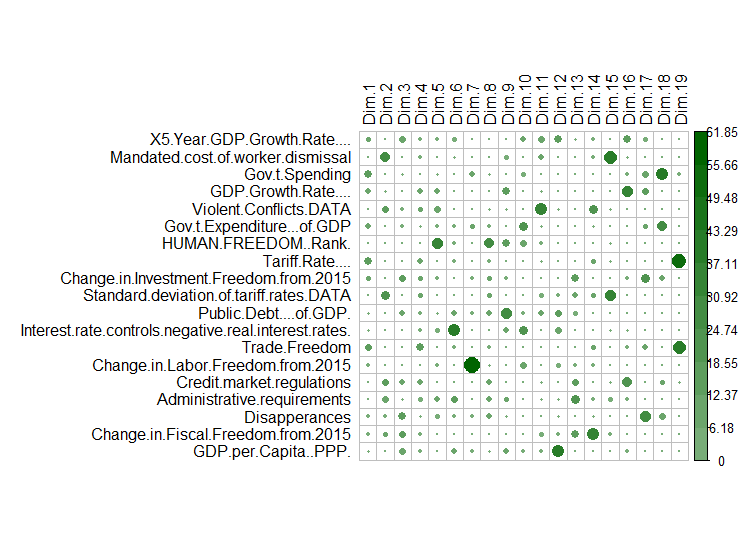 Dim.1
Dim.2
Dim.3
Dim.4
Dim.5
Dim.6
Dim.7
Dim.8
Dim.9
Dim.10
Dim.11
Dim.12
Dim.13
Dim.14
Dim.15
Dim.16
Dim.17
Dim.18
Dim.19
X5.Year.GDP.Growth.Rate....
Mandated.cost.of.worker.dismissal
Gov.t.Spending
GDP.Growth.Rate....
Violent.Conflicts.DATA
Gov.t.Expenditure...of.GDP
HUMAN.FREEDOM..Rank.
Tariff.Rate....
Change.in.Investment.Freedom.from.2015
Standard.deviation.of.tariff.rates.DATA
Public.Debt....of.GDP.
Interest.rate.controls.negative.real.interest.rates.
Trade.Freedom
Change.in.Labor.Freedom.from.2015
Credit.market.regulations
Administrative.requirements
Disapperances
Change.in.Fiscal.Freedom.from.2015
GDP.per.Capita..PPP.
61.85
55.66
49.48
43.29
37.11
30.92
24.74
18.55
12.37
6.18
0